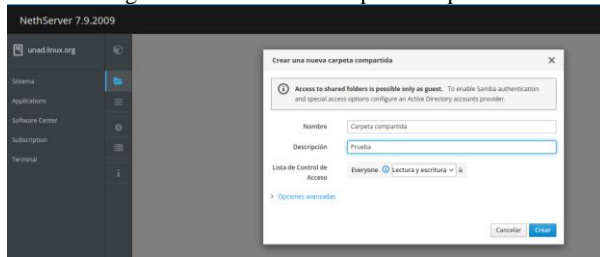 NethServer 7.9.2009
unad.linux.org
Sistema
Applications
Software Center
Subscription
Terminal
Crear una nueva carpeta compartida
Access to shared folders is possible only as guest. To enable Samba authentication
and special access options configure an Active Directory accounts provider.
Nombre
Carpeta compartida
Descripción
Prueba
Lista de Control de
Acceso
Everyone
Lectura y escritura
Opciones avanzadas
Cancelar
Crear